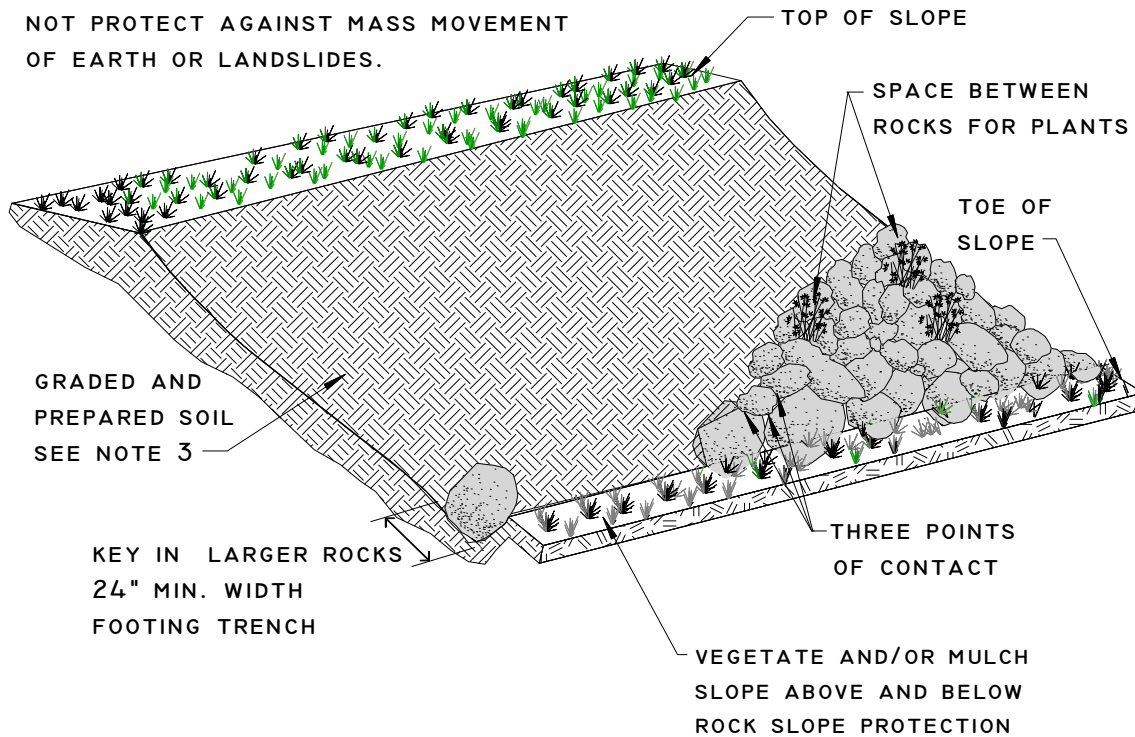 NOT PROTECT AGAINST MASS MOVEMENT
OF EARTH OR LANDSLIDES.
TOP OF SLOPE
SPACE BETWEEN
ROCKS FOR PLANTS
TOE OF
SLOPE
GRADED AND
PREPARED SOIL
SEE NOTE 3
KEY IN LARGER ROCKS
24" MIN. WIDTH
FOOTING TRENCH
THREE POINTS
OF CONTACT
VEGETATE AND/OR MULCH
SLOPE ABOVE AND BELOW
ROCK SLOPE PROTECTION